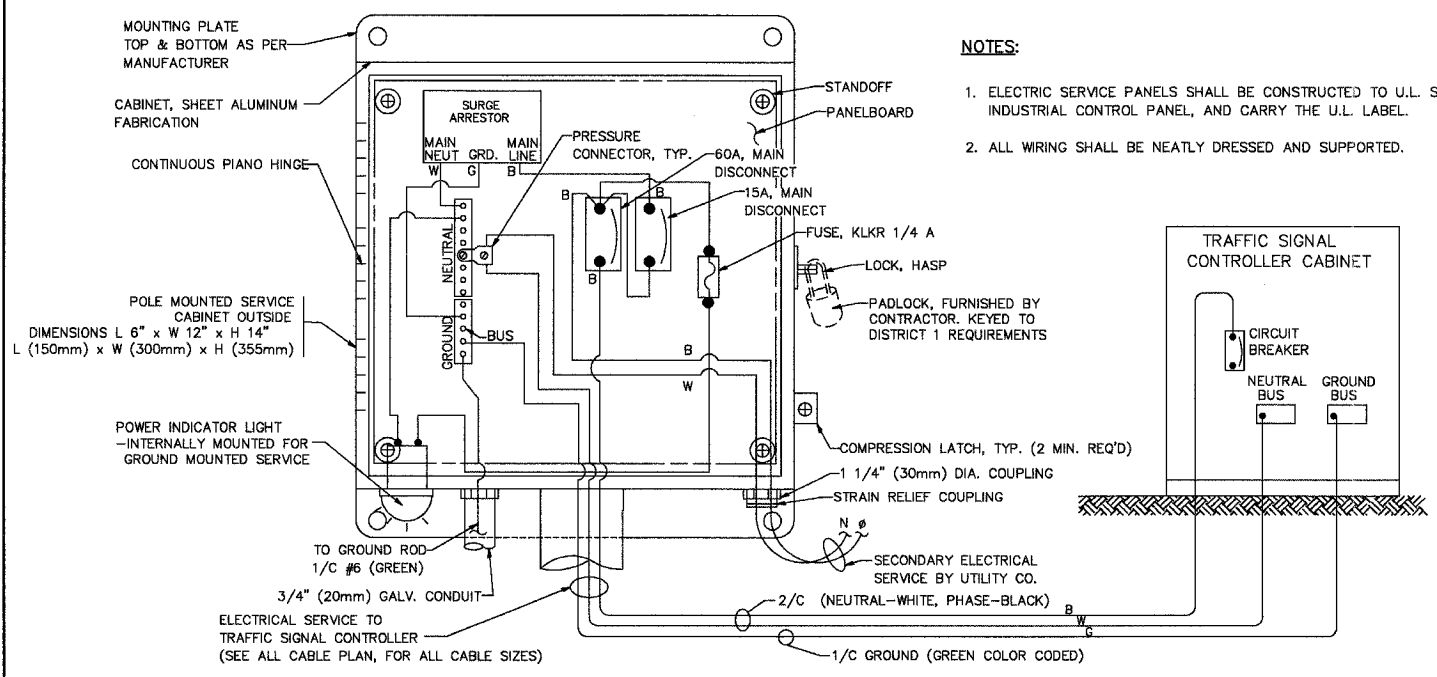 MOUNTING PLATE
TOP & BOTTOM AS PER
MANUFACTURER
CABINET, SHEET ALUMINUM
FABRICATION
CONTINUOUS PIANO HINGE
POLE MOUNTED SERVICE
CABINET OUTSIDE
DIMENSIONS L 6" x W 12" x H 14"
L (150mm) x W (300mm) x H (355mm)
POWER INDICATOR LIGHT
-INTERNALLY MOUNTED FOR
GROUND MOUNTED SERVICE
SURGE
ARRESTOR
MAIN
NEUT
GRD.
MAIN
LINE
W
G
B
NEUTRAL
GROUND
BUS
PRESSURE
CONNECTOR, TYP.
STANDOFF
PANELBOARD
60A, MAIN
DISCONNECT
15A, MAIN
DISCONNECT
B
B
B
FUSE, KLKR 1/4 A
LOCK, HASP
PADLOCK, FURNISHED BY
CONTRACTOR. KEYED TO
DISTRICT 1 REQUIREMENTS
B
W
COMPRESSION LATCH, TYP. (2 MIN. REQ'D)
1 1/4" (30mm) DIA. COUPLING
STRAIN RELIEF COUPLING
N ø
SECONDARY ELECTRICAL
SERVICE BY UTILITY CO.
TO GROUND ROD
1/C #6 (GREEN)
3/4" (20mm) GALV. CONDUIT
ELECTRICAL SERVICE TO
TRAFFIC SIGNAL CONTROLLER
(SEE ALL CABLE PLAN, FOR ALL CABLE SIZES)
2/C (NEUTRAL-WHITE, PHASE-BLACK)
B
W
G
1/C GROUND (GREEN COLOR CODED)
NOTES:
1. ELECTRIC SERVICE PANELS SHALL BE CONSTRUCTED TO U.L. S
INDUSTRIAL CONTROL PANEL, AND CARRY THE U.L. LABEL.
2. ALL WIRING SHALL BE NEATLY DRESSED AND SUPPORTED.
TRAFFIC SIGNAL
CONTROLLER CABINET
CIRCUIT
BREAKER
NEUTRAL
BUS
GROUND
BUS